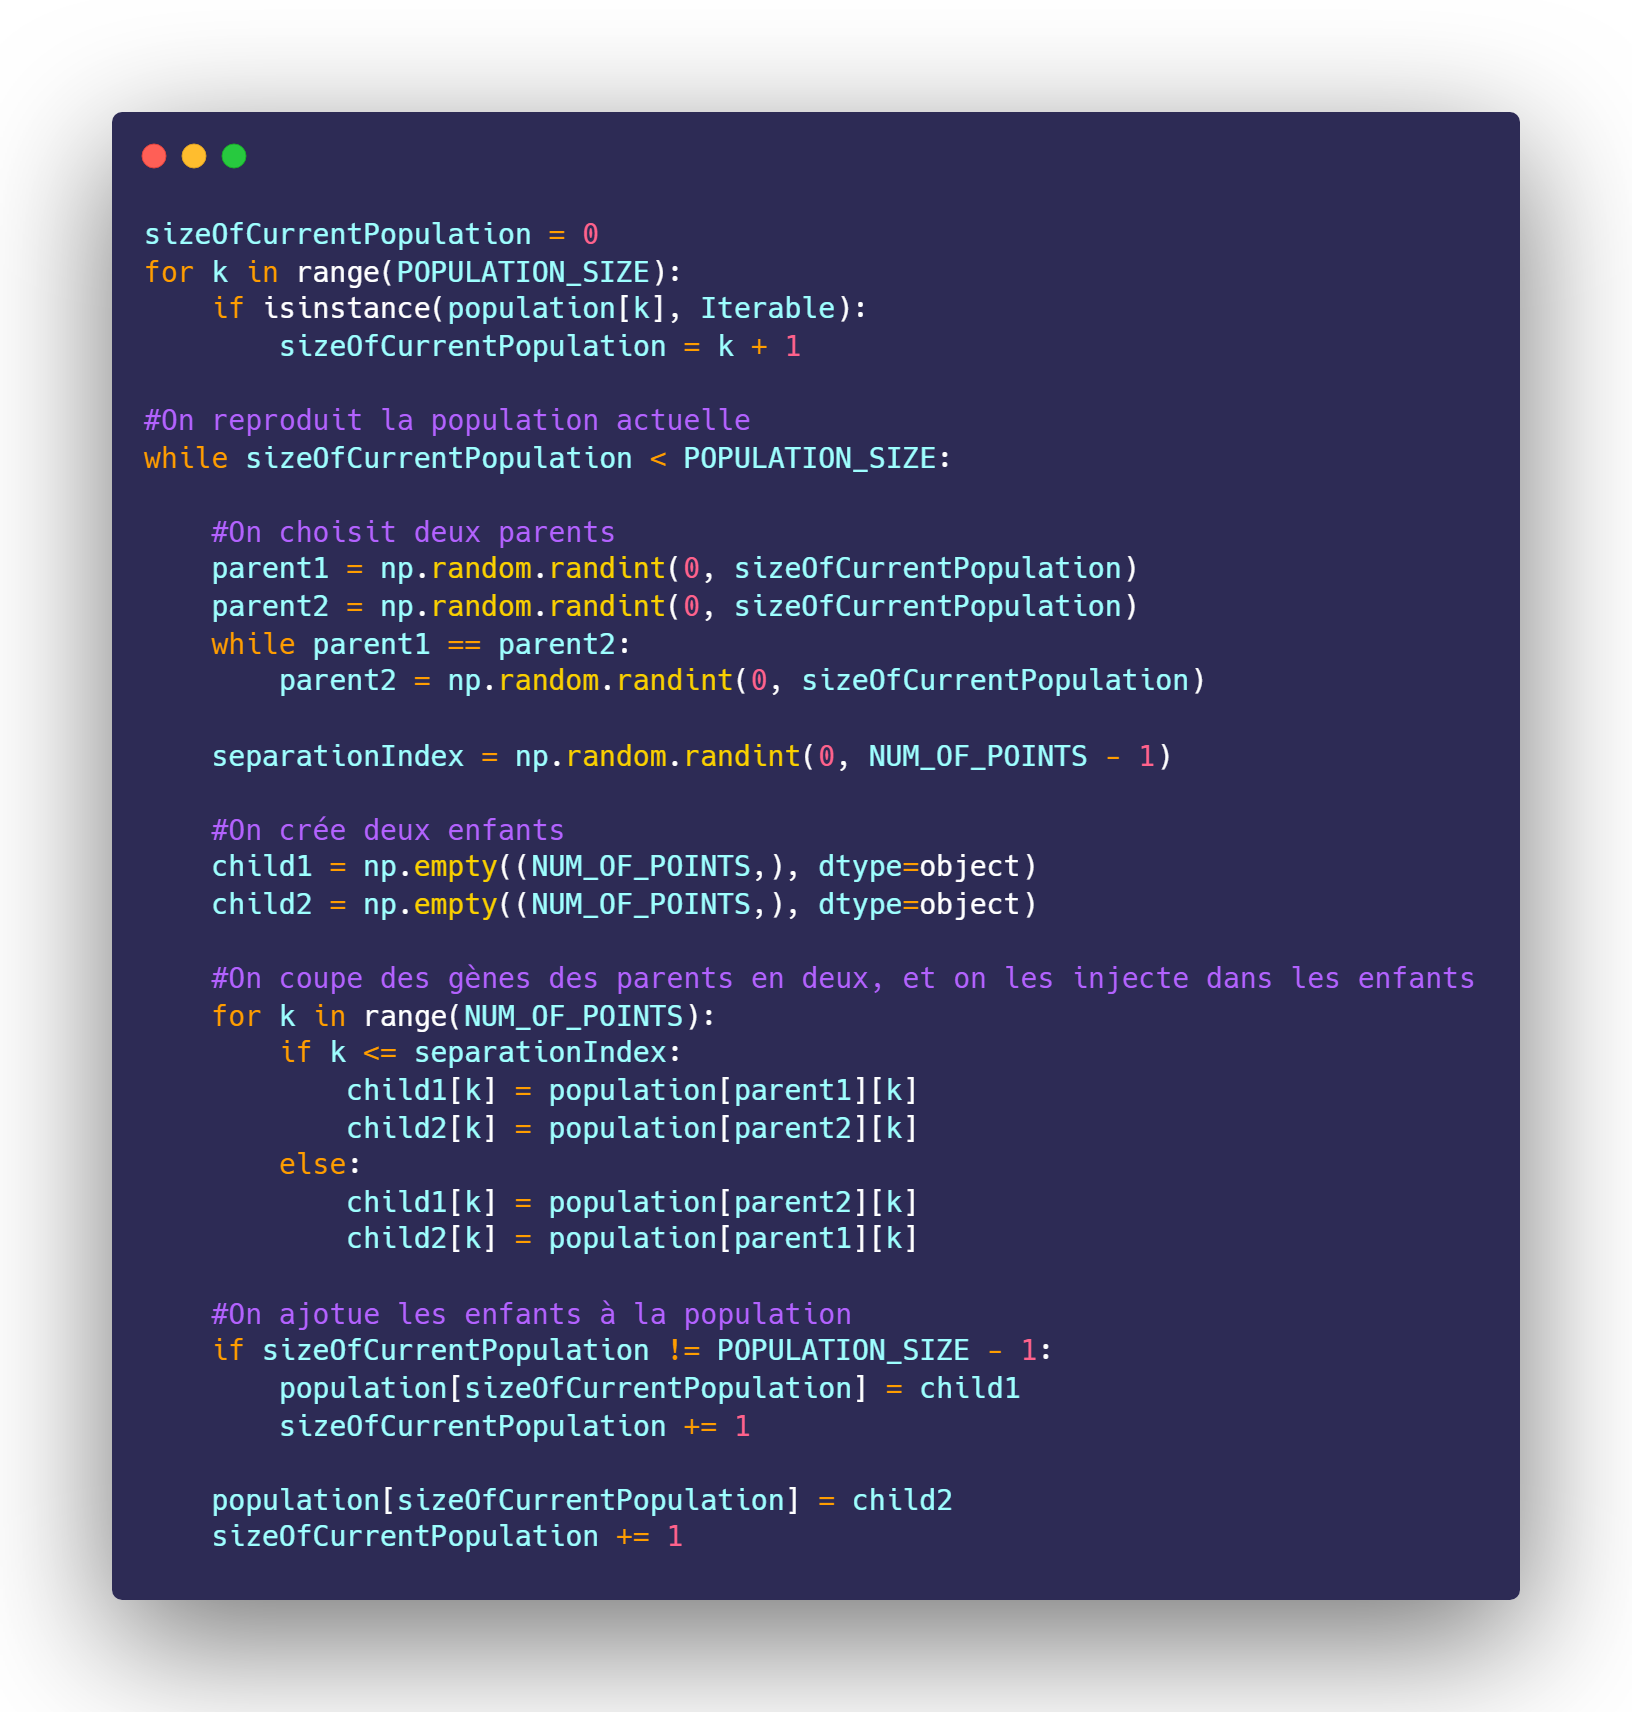 sizeOfCurrentPopulation = 0
for k in range(POPULATION_SIZE):
    if isinstance(population[k], Iterable):
        sizeOfCurrentPopulation = k + 1

#On reproduit la population actuelle
while sizeOfCurrentPopulation < POPULATION_SIZE:

    #On choisit deux parents
    parent1 = np.random.randint(0, sizeOfCurrentPopulation)
    parent2 = np.random.randint(0, sizeOfCurrentPopulation)
    while parent1 == parent2:
        parent2 = np.random.randint(0, sizeOfCurrentPopulation)

    separationIndex = np.random.randint(0, NUM_OF_POINTS - 1)

    #On crée deux enfants
    child1 = np.empty((NUM_OF_POINTS,), dtype=object)
    child2 = np.empty((NUM_OF_POINTS,), dtype=object)

    #On coupe des gènes des parents en deux, et on les injecte dans les enfants
    for k in range(NUM_OF_POINTS):
        if k <= separationIndex:
            child1[k] = population[parent1][k]
            child2[k] = population[parent2][k]
        else:
            child1[k] = population[parent2][k]
            child2[k] = population[parent1][k]

    #On ajotue les enfants à la population
    if sizeOfCurrentPopulation != POPULATION_SIZE - 1:
        population[sizeOfCurrentPopulation] = child1
        sizeOfCurrentPopulation += 1

    population[sizeOfCurrentPopulation] = child2
    sizeOfCurrentPopulation += 1